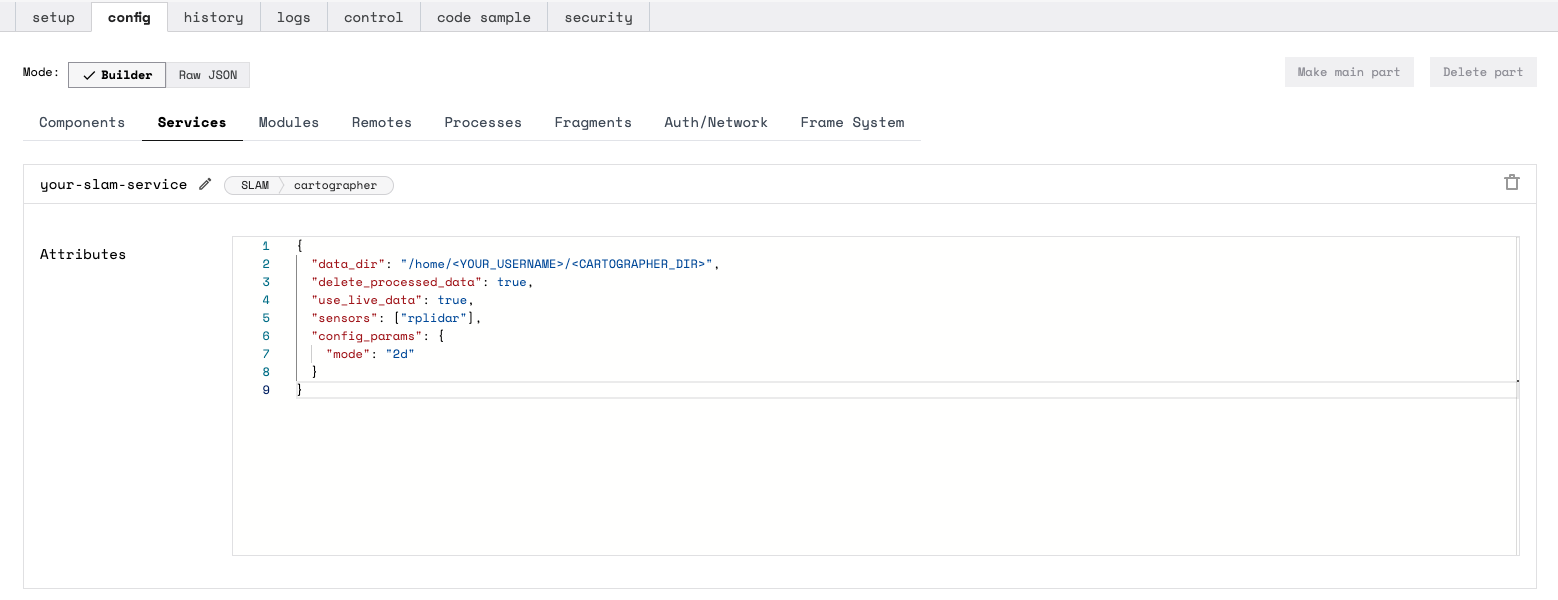 setup config history logs control code sample security
Mode: Builder Raw JSON Make main part Delete part
Components Services Modules Remotes Processes Fragments Auth/Network Frame System
your-slam-service SLAM cartographer
Attributes
1 {
2 "data_dir": "/home/<YOUR_USERNAME>/<CARTOGRAPHER_DIR>",
3 "delete_processed_data": true,
4 "use_live_data": true,
5 "sensors": ["rplidar"],
6 "config_params": {
7 "mode": "2d"
8 }
9 }